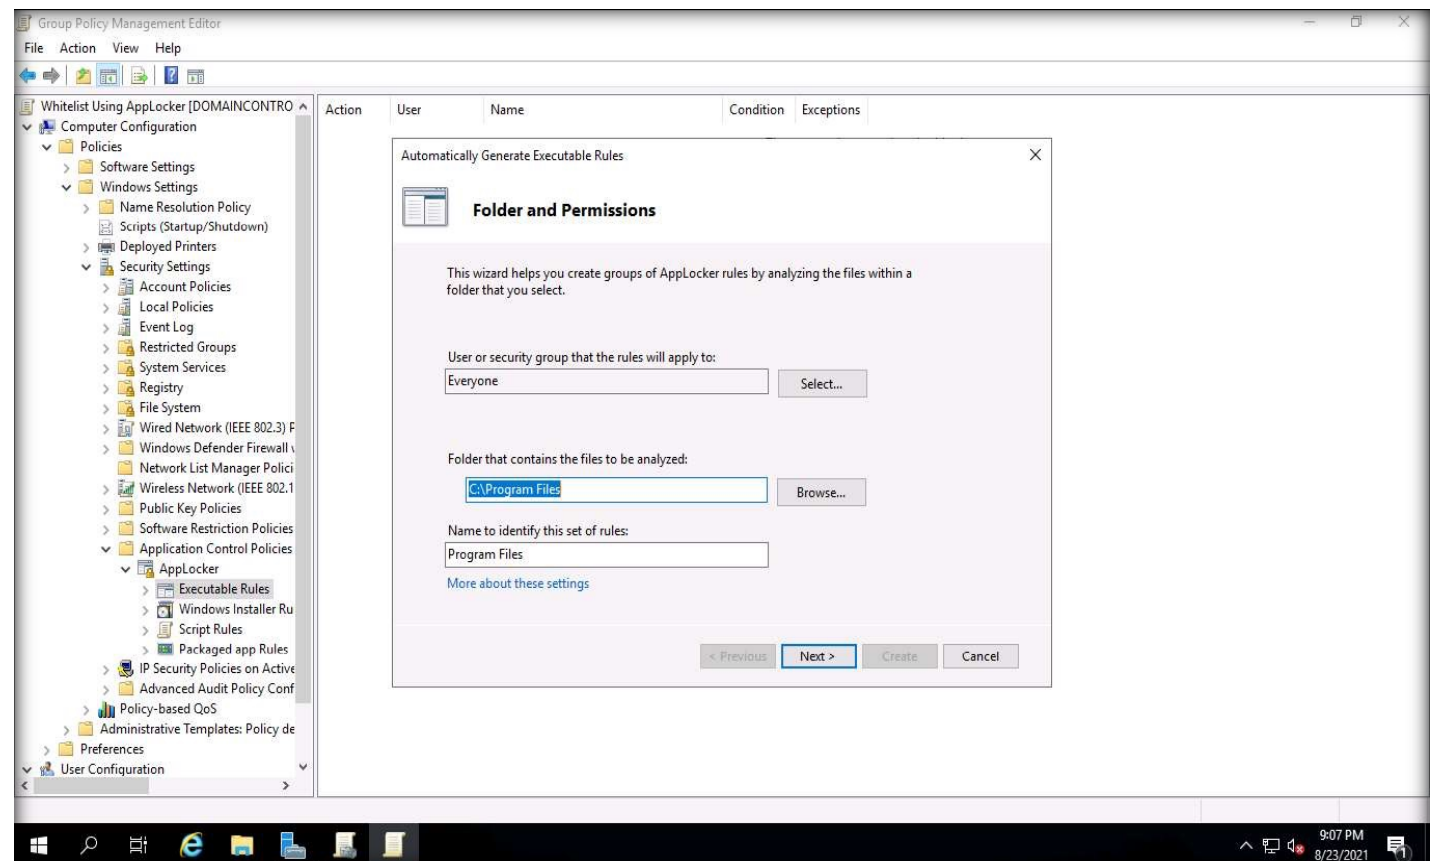 Group Policy Management Editor
File Action View Help
Whitelist Using AppLocker [DOMAINCONTRO
Computer Configuration
Policies
Software Settings
Windows Settings
Name Resolution Policy
Scripts (Startup/Shutdown)
Deployed Printers
Security Settings
Account Policies
Local Policies
Event Log
Restricted Groups
System Services
Registry
File System
Wired Network (IEEE 802.3) P
Windows Defender Firewall
Network List Manager Polici
Wireless Network (IEEE 802.1
Public Key Policies
Software Restriction Policies
Application Control Policies
AppLocker
Executable Rules
Windows Installer Ru
Script Rules
Packaged app Rules
IP Security Policies on Active
Advanced Audit Policy Conf
Policy-based QoS
Administrative Templates: Policy de
Preferences
User Configuration
Action User Name Condition Exceptions
Automatically Generate Executable Rules
Folder and Permissions
This wizard helps you create groups of AppLocker rules by analyzing the files within a
folder that you select.
User or security group that the rules will apply to:
Everyone Select...
Folder that contains the files to be analyzed:
C:\Program Files Browse...
Name to identify this set of rules:
Program Files
More about these settings
< Previous Next > Create Cancel
9:07 PM
8/23/2021
1